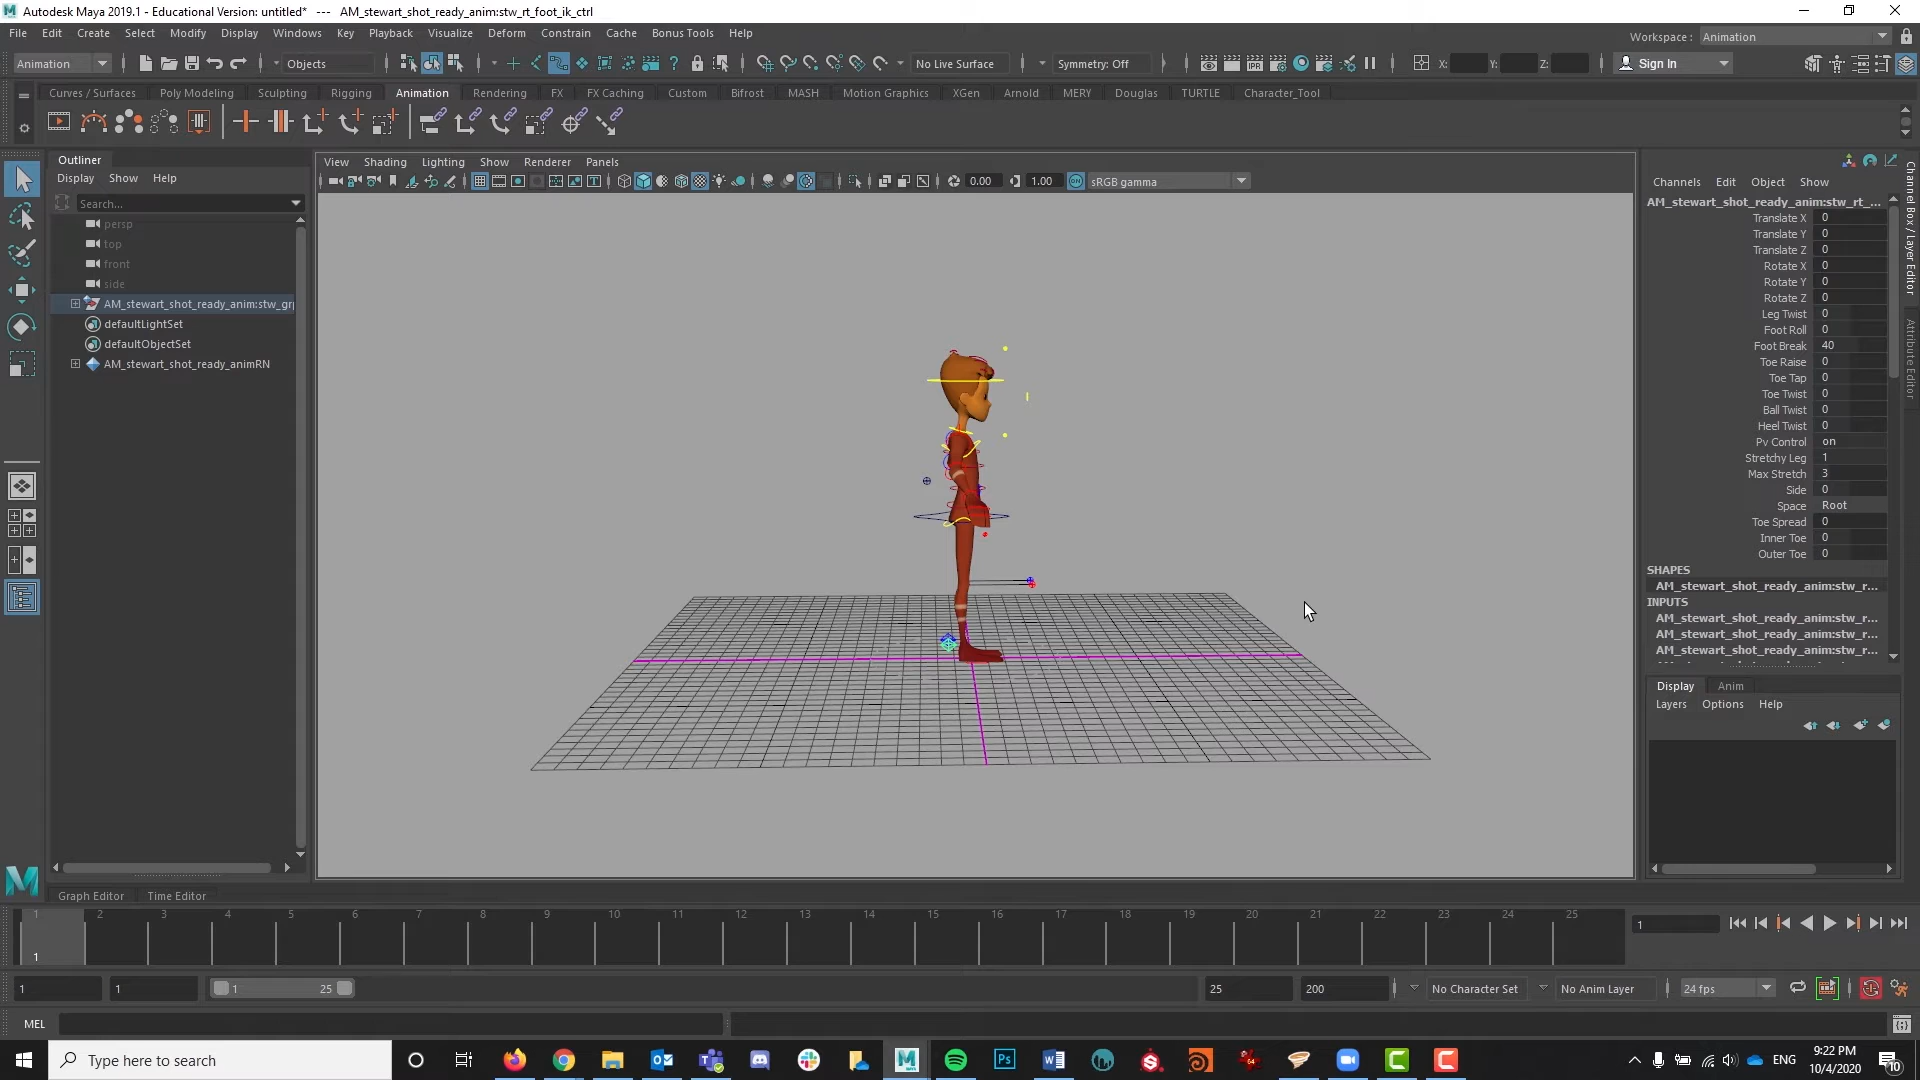 Autodesk Maya 2019.1 - Educational Version: untitled*   ---   AM_stewart_shot_ready_anim:stw_rt_foot_ik_ctrl
File Edit Create Select Modify Display Windows Key Playback Visualize Deform Constrain Cache Bonus Tools Help
Workspace : Animation
Animation Objects No Live Surface Symmetry: Off X: Y: Z: Sign In
Curves / Surfaces Poly Modeling Sculpting Rigging Animation Rendering FX FX Caching Custom Bifrost MASH Motion Graphics XGen Arnold MERY Douglas TURTLE Character_Tool
Outliner
Display Show Help
Search...
persp
top
front
side
AM_stewart_shot_ready_anim:stw_gr
defaultLightSet
defaultObjectSet
AM_stewart_shot_ready_animRN
View Shading Lighting Show Renderer Panels
0.00 1.00 ON sRGB gamma
Channels Edit Object Show
AM_stewart_shot_ready_anim:stw_rt_...
Translate X 0
Translate Y 0
Translate Z 0
Rotate X 0
Rotate Y 0
Rotate Z 0
Leg Twist 0
Foot Roll 0
Foot Break 40
Toe Raise 0
Toe Tap 0
Toe Twist 0
Ball Twist 0
Heel Twist 0
Pv Control on
Stretchy Leg 1
Max Stretch 3
Side 0
Space Root
Toe Spread 0
Inner Toe 0
Outer Toe 0
SHAPES
AM_stewart_shot_ready_anim:stw_r...
INPUTS
AM_stewart_shot_ready_anim:stw_r...
AM_stewart_shot_ready_anim:stw_r...
AM_stewart_shot_ready_anim:stw_r...
Channel Box / Layer Editor
Attribute Editor
Display Anim
Layers Options Help
Graph Editor Time Editor
1 2 3 4 5 6 7 8 9 10 11 12 13 14 15 16 17 18 19 20 21 22 23 24 25
1
1
1 1 1 25 25 200 No Character Set No Anim Layer 24 fps
MEL
Type here to search
ENG
9:22 PM
10/4/2020
10